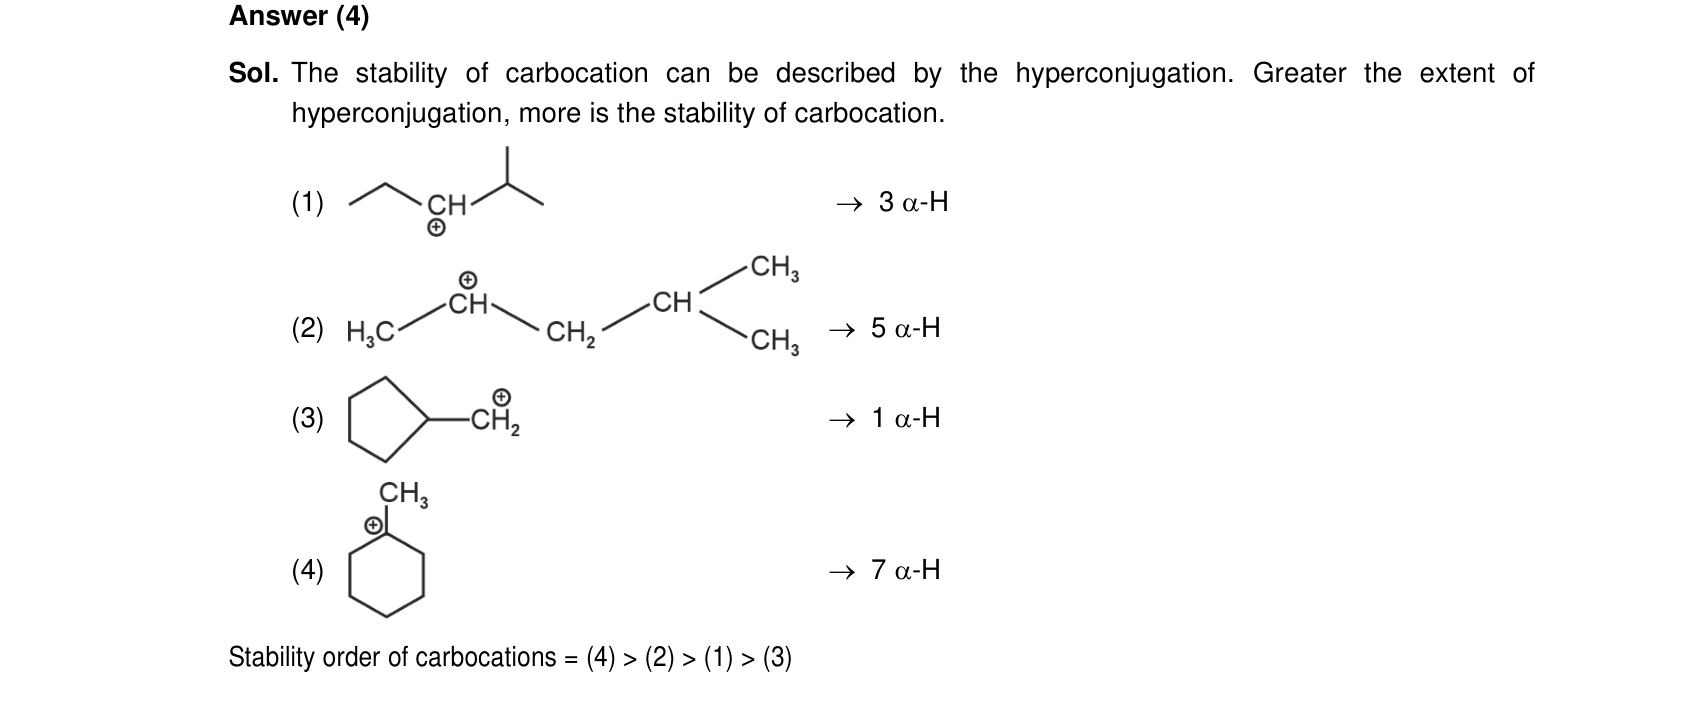 Answer (4)
Sol. The stability of carbocation can be described by the hyperconjugation. Greater the extent of
hyperconjugation, more is the stability of carbocation.
(1) CH ⊕ → 3 α-H
(2) H₃C CH ⊕ CH₂ CH CH₃ CH₃ → 5 α-H
(3) CH₂ ⊕ → 1 α-H
CH₃
⊕
(4) → 7 α-H
Stability order of carbocations = (4) > (2) > (1) > (3)